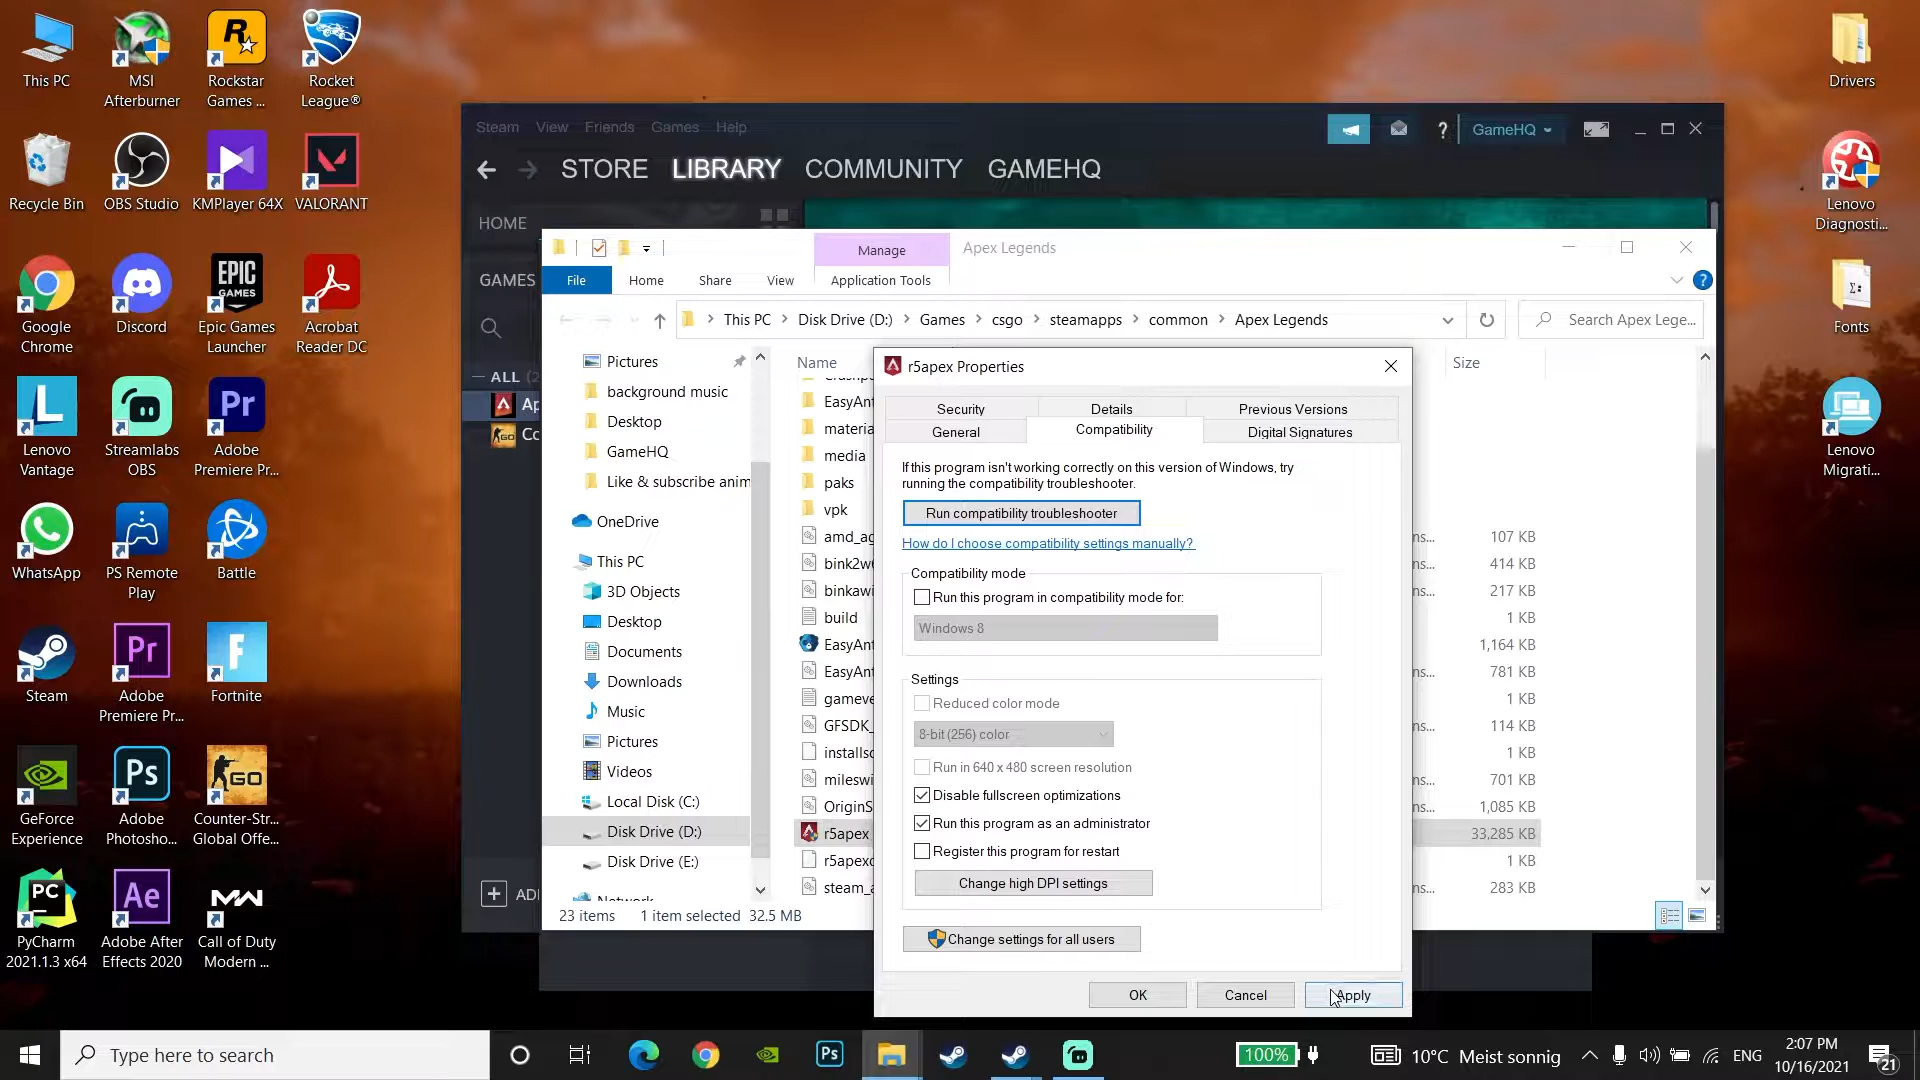 This PC
MSI
Afterburner
Rockstar
Games ...
Rocket
League®
Recycle Bin
OBS Studio
KMPlayer 64X
VALORANT
Google
Chrome
Discord
Epic Games
Launcher
Acrobat
Reader DC
Lenovo
Vantage
Streamlabs
OBS
Adobe
Premiere Pr...
WhatsApp
PS Remote
Play
Battle
Steam
Adobe
Premiere Pr...
Fortnite
GeForce
Experience
Adobe
Photosho...
Counter-Str...
Global Offe...
PyCharm
2021.1.3 x64
Adobe After
Effects 2020
Call of Duty
Modern ...
Drivers
Lenovo
Diagnosti...
Fonts
Lenovo
Migrati...
Steam View Friends Games Help
GameHQ
STORE LIBRARY COMMUNITY GAMEHQ
HOME
GAMES
ALL
Ap
Co
Manage
Apex Legends
File Home Share View Application Tools
This PC > Disk Drive (D:) > Games > csgo > steamapps > common > Apex Legends
Search Apex Lege...
Pictures
background music
Desktop
GameHQ
Like & subscribe anim
OneDrive
This PC
3D Objects
Desktop
Documents
Downloads
Music
Pictures
Videos
Local Disk (C:)
Disk Drive (D:)
Disk Drive (E:)
Network
Name Size
EasyAnt
materia
media
paks
vpk
amd_ag 107 KB
bink2w 414 KB
binkawi 217 KB
build 1 KB
EasyAnt 1,164 KB
EasyAnt 781 KB
gameve 1 KB
GFSDK_ 114 KB
installsc 1 KB
mileswi 701 KB
OriginS 1,085 KB
r5apex 33,285 KB
r5apexc 1 KB
steam_a 283 KB
23 items 1 item selected 32.5 MB
r5apex Properties
Security Details Previous Versions
General Compatibility Digital Signatures
If this program isn't working correctly on this version of Windows, try
running the compatibility troubleshooter.
Run compatibility troubleshooter
How do I choose compatibility settings manually?
Compatibility mode
Run this program in compatibility mode for:
Windows 8
Settings
Reduced color mode
8-bit (256) color
Run in 640 x 480 screen resolution
Disable fullscreen optimizations
Run this program as an administrator
Register this program for restart
Change high DPI settings
Change settings for all users
OK Cancel Apply
Type here to search
100%
10°C Meist sonnig
ENG
2:07 PM
10/16/2021
21